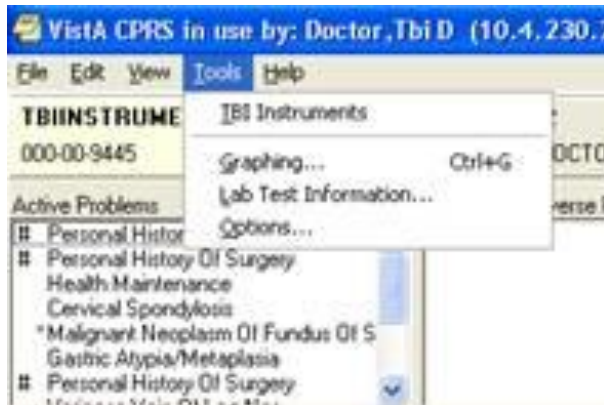 VistA CPRS in use by: Doctor,Tbi D (10.4.230.
File Edit View Tools Help
TBIINSTRUME
TBI Instruments
000-00-9445
Graphing... Ctrl+G
DOCTO
Lab Test Information...
Active Problems
verse
Options...
# Personal Histor
# Personal History Of Surgery
Health Maintenance
Cervical Spondylosis
*Malignant Neoplasm Of Fundus Of S
Gastric Atypia/Metaplasia
# Personal History Of Surgery